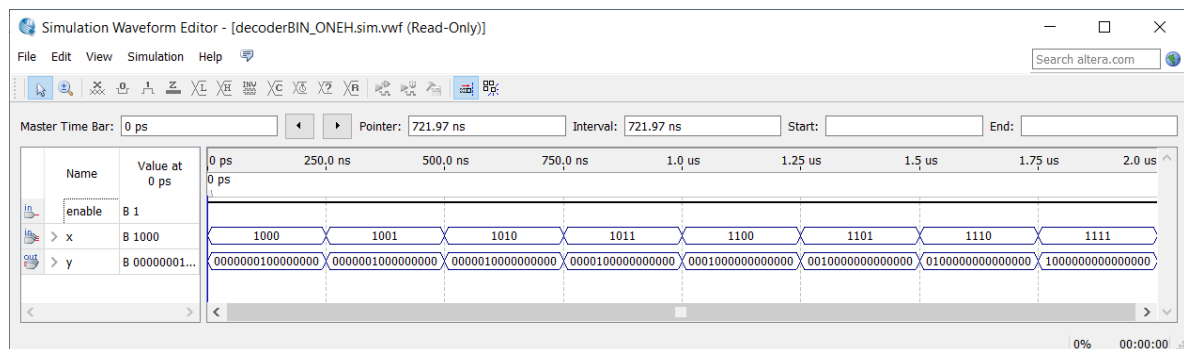 Simulation Waveform Editor - [decoderBIN_ONEH.sim.vwf (Read-Only)]
File Edit View Simulation Help
Search altera.com
Master Time Bar: 0 ps Pointer: 721.97 ns Interval: 721.97 ns Start: End:
Name Value at 0 ps
0 ps 250.0 ns 500.0 ns 750.0 ns 1.0 us 1.25 us 1.5 us 1.75 us 2.0 us
0 ps
enable B 1
x B 1000 1000 1001 1010 1011 1100 1101 1110 1111
y B 00000001... 0000000100000000 0000001000000000 0000010000000000 0000100000000000 0001000000000000 0010000000000000 0100000000000000 1000000000000000
0% 00:00:00